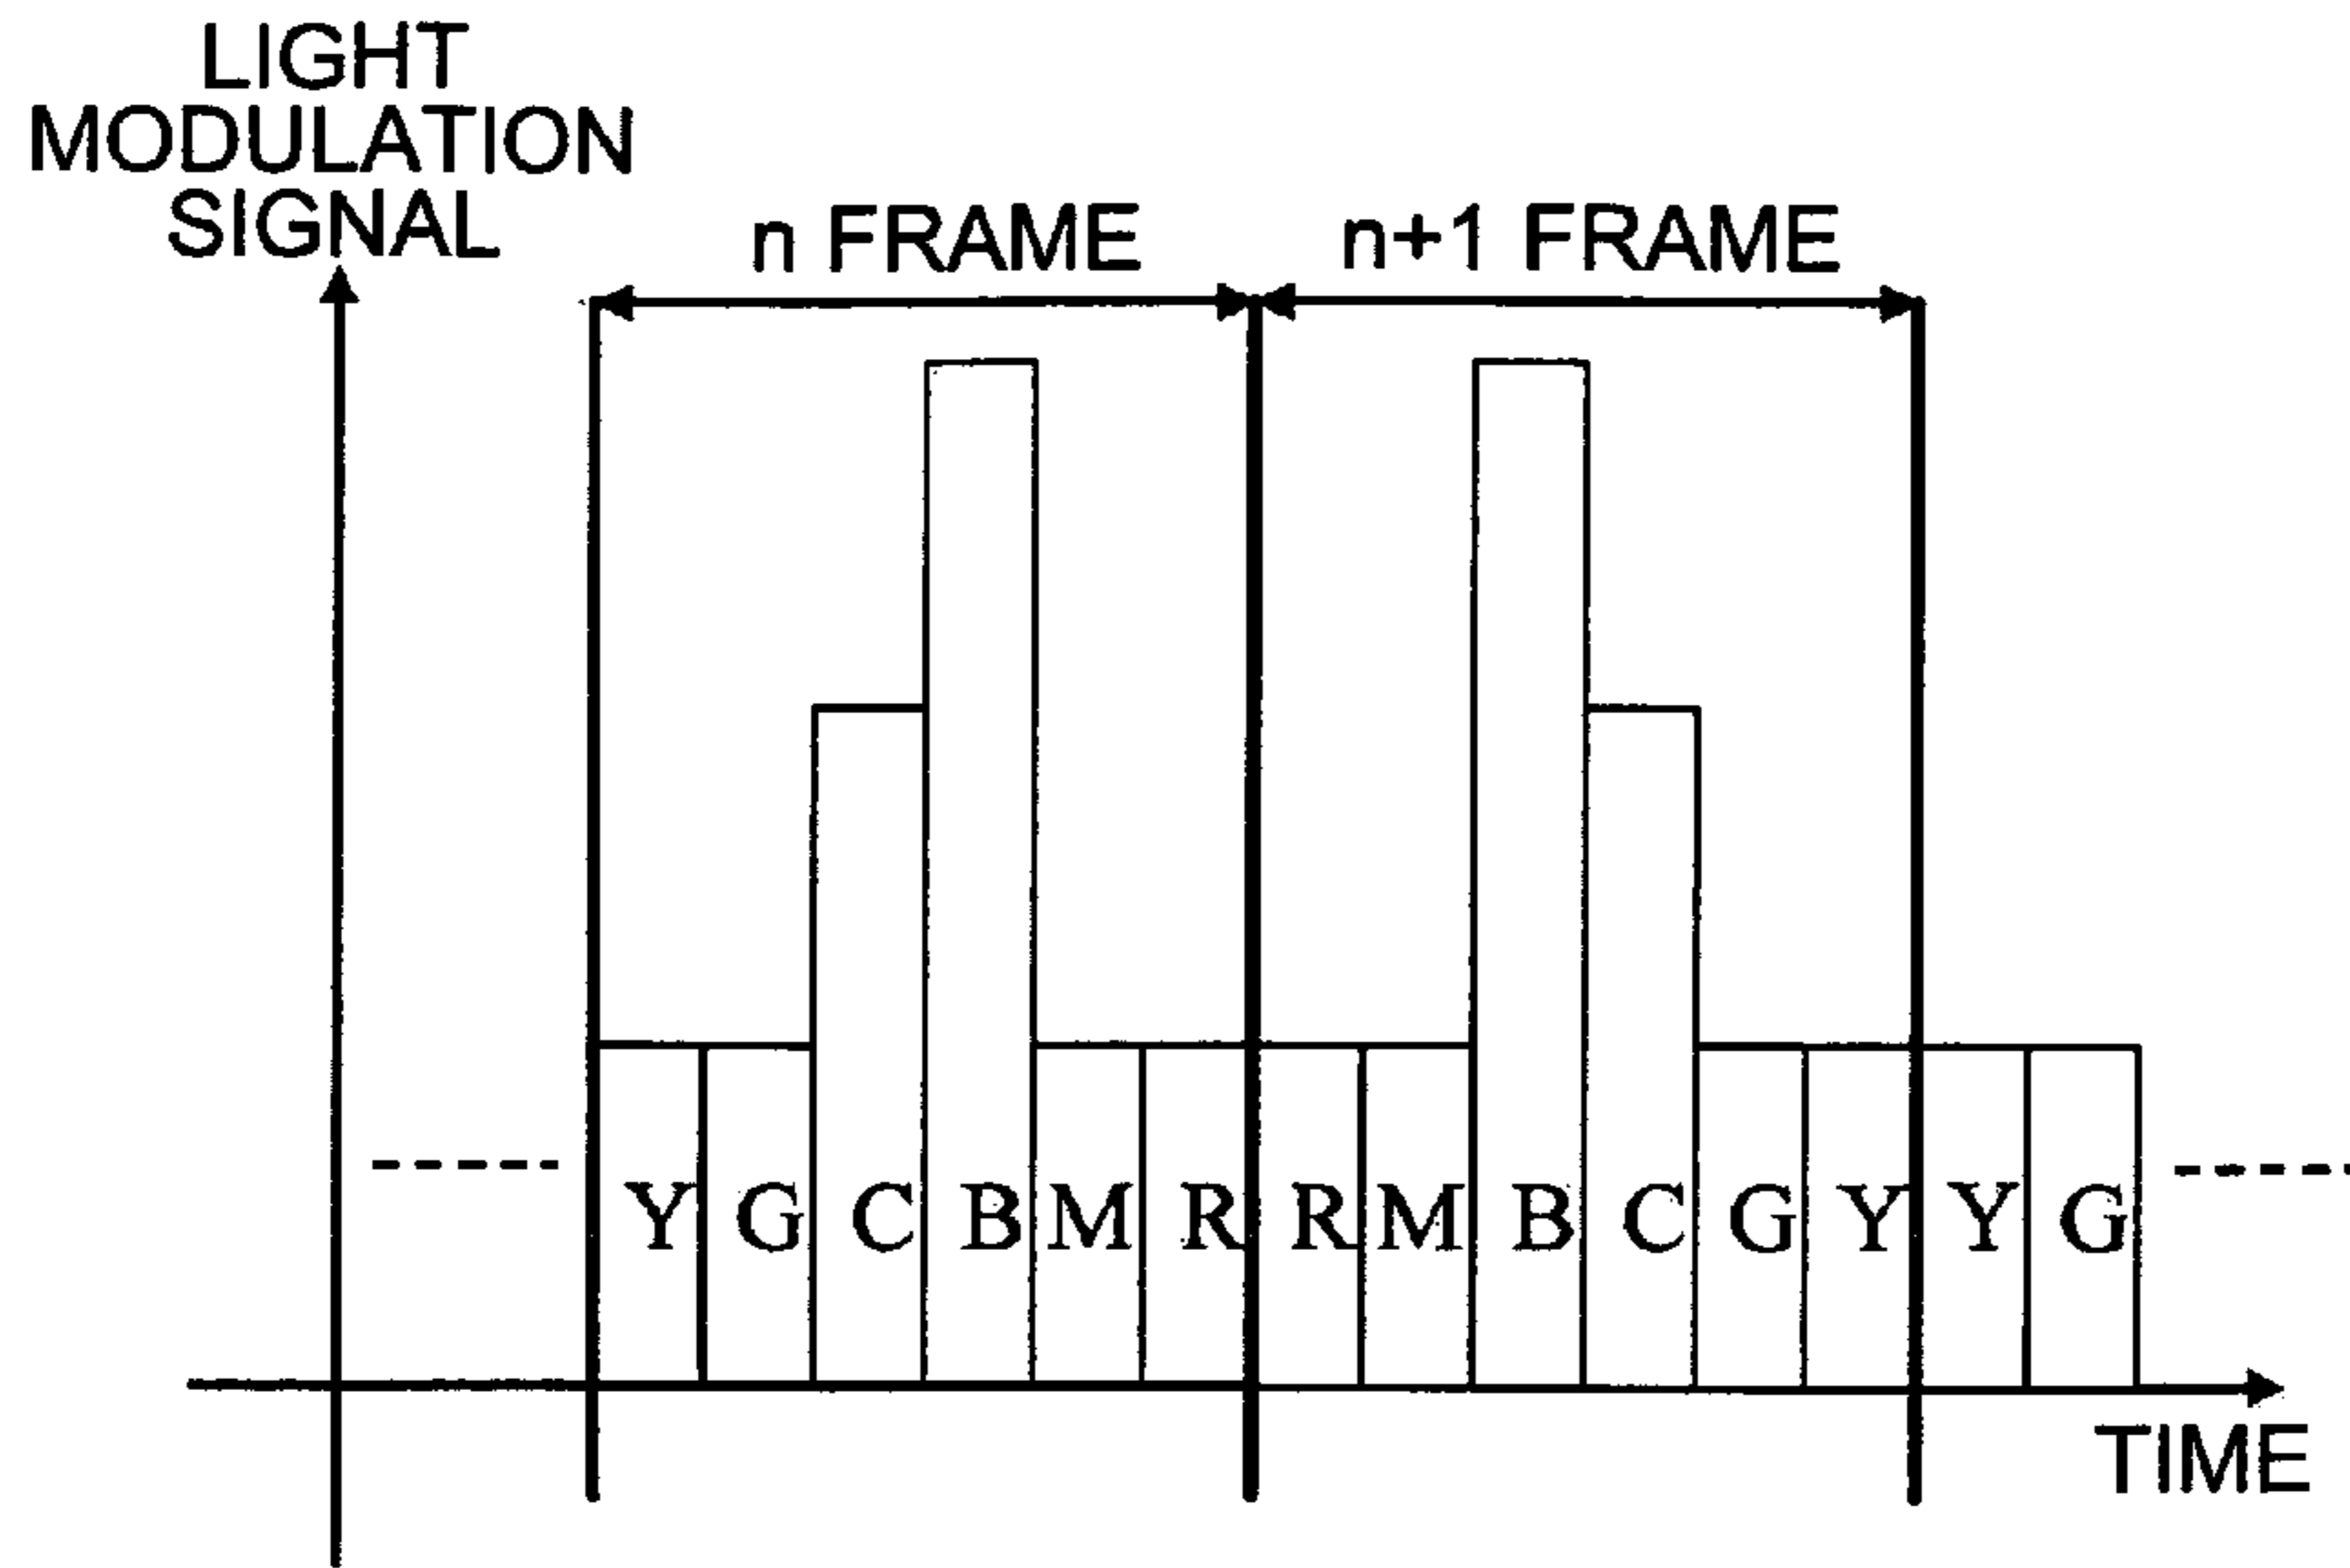 LIGHT
MODULATION
SIGNAL
n FRAME
n+1 FRAME
Y G C B M R R M B C G Y Y G
TIME